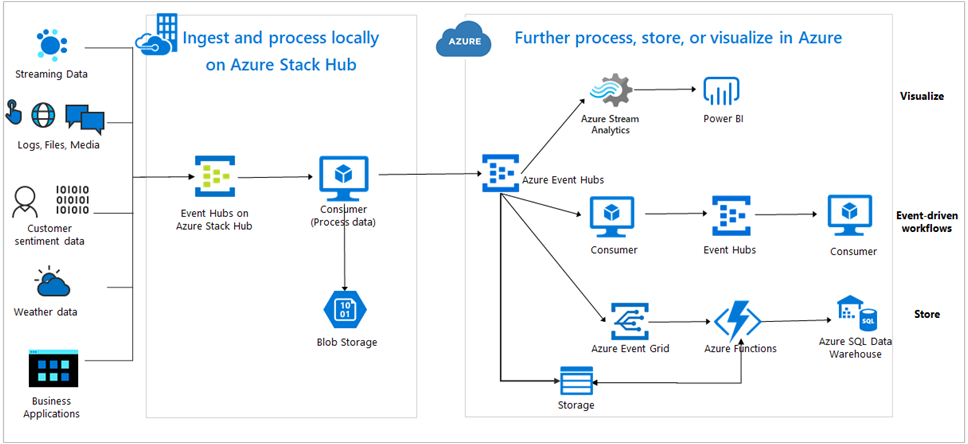 Ingest and process locally
on Azure Stack Hub
AZURE
Further process, store, or visualize in Azure
Streaming Data
Logs, Files, Media
IOIOIO
OIOIOI
IOIOIO
Customer
sentiment data
Weather data
Business
Applications
Event Hubs on
Azure Stack Hub
Consumer
(Process data)
10
01
Blob Storage
Azure Event Hubs
Azure Stream
Analytics
Power BI
Visualize
Consumer
Event Hubs
Consumer
Event-driven
workflows
Azure Event Grid
Azure Functions
SQL
Azure SQL Data
Warehouse
Store
Storage